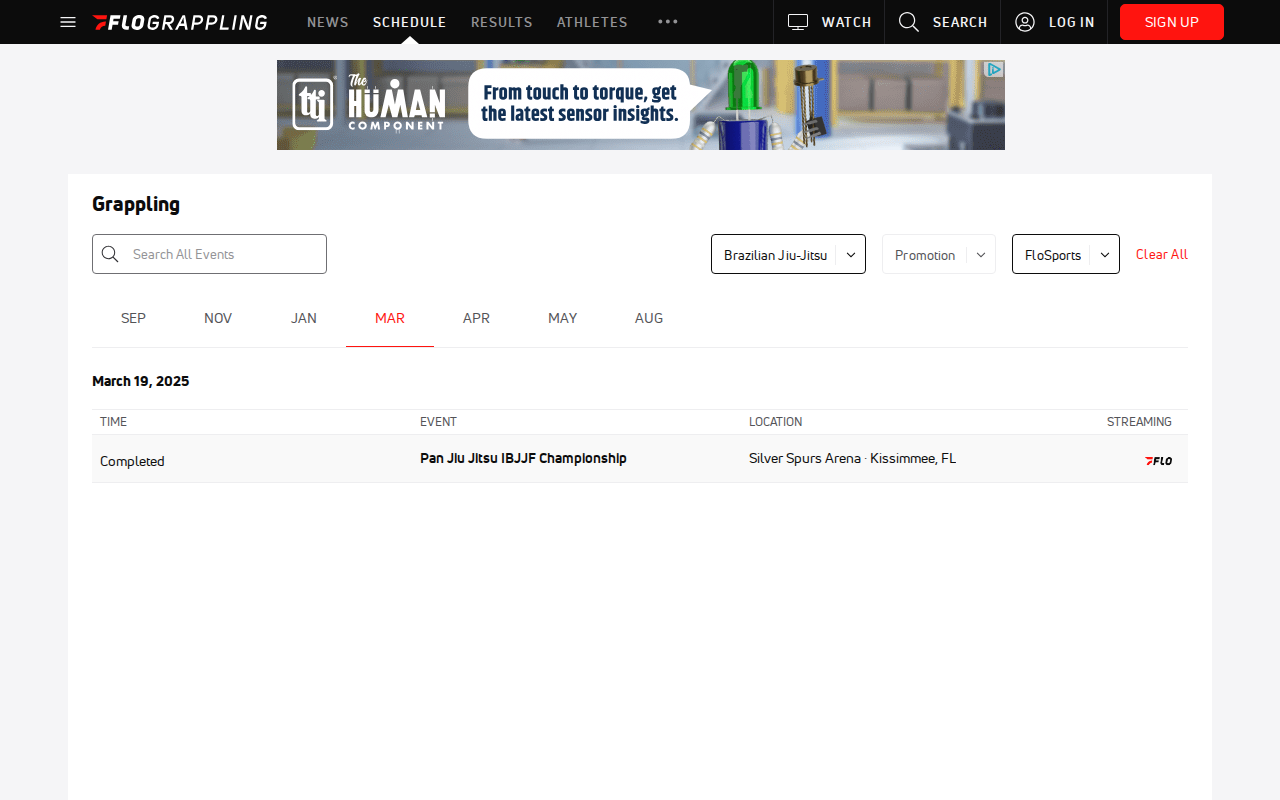 FLOGRAPPLING NEWS SCHEDULE RESULTS ATHLETES WATCH SEARCH LOG IN SIGN UP
tti The HUMAN COMPONENT
From touch to torque, get
the latest sensor insights.
Grappling
Search All Events Brazilian Jiu-Jitsu Promotion FloSports Clear All
SEP NOV JAN MAR APR MAY AUG
March 19, 2025
TIME EVENT LOCATION STREAMING
Completed Pan Jiu Jitsu IBJJF Championship Silver Spurs Arena · Kissimmee, FL FLO